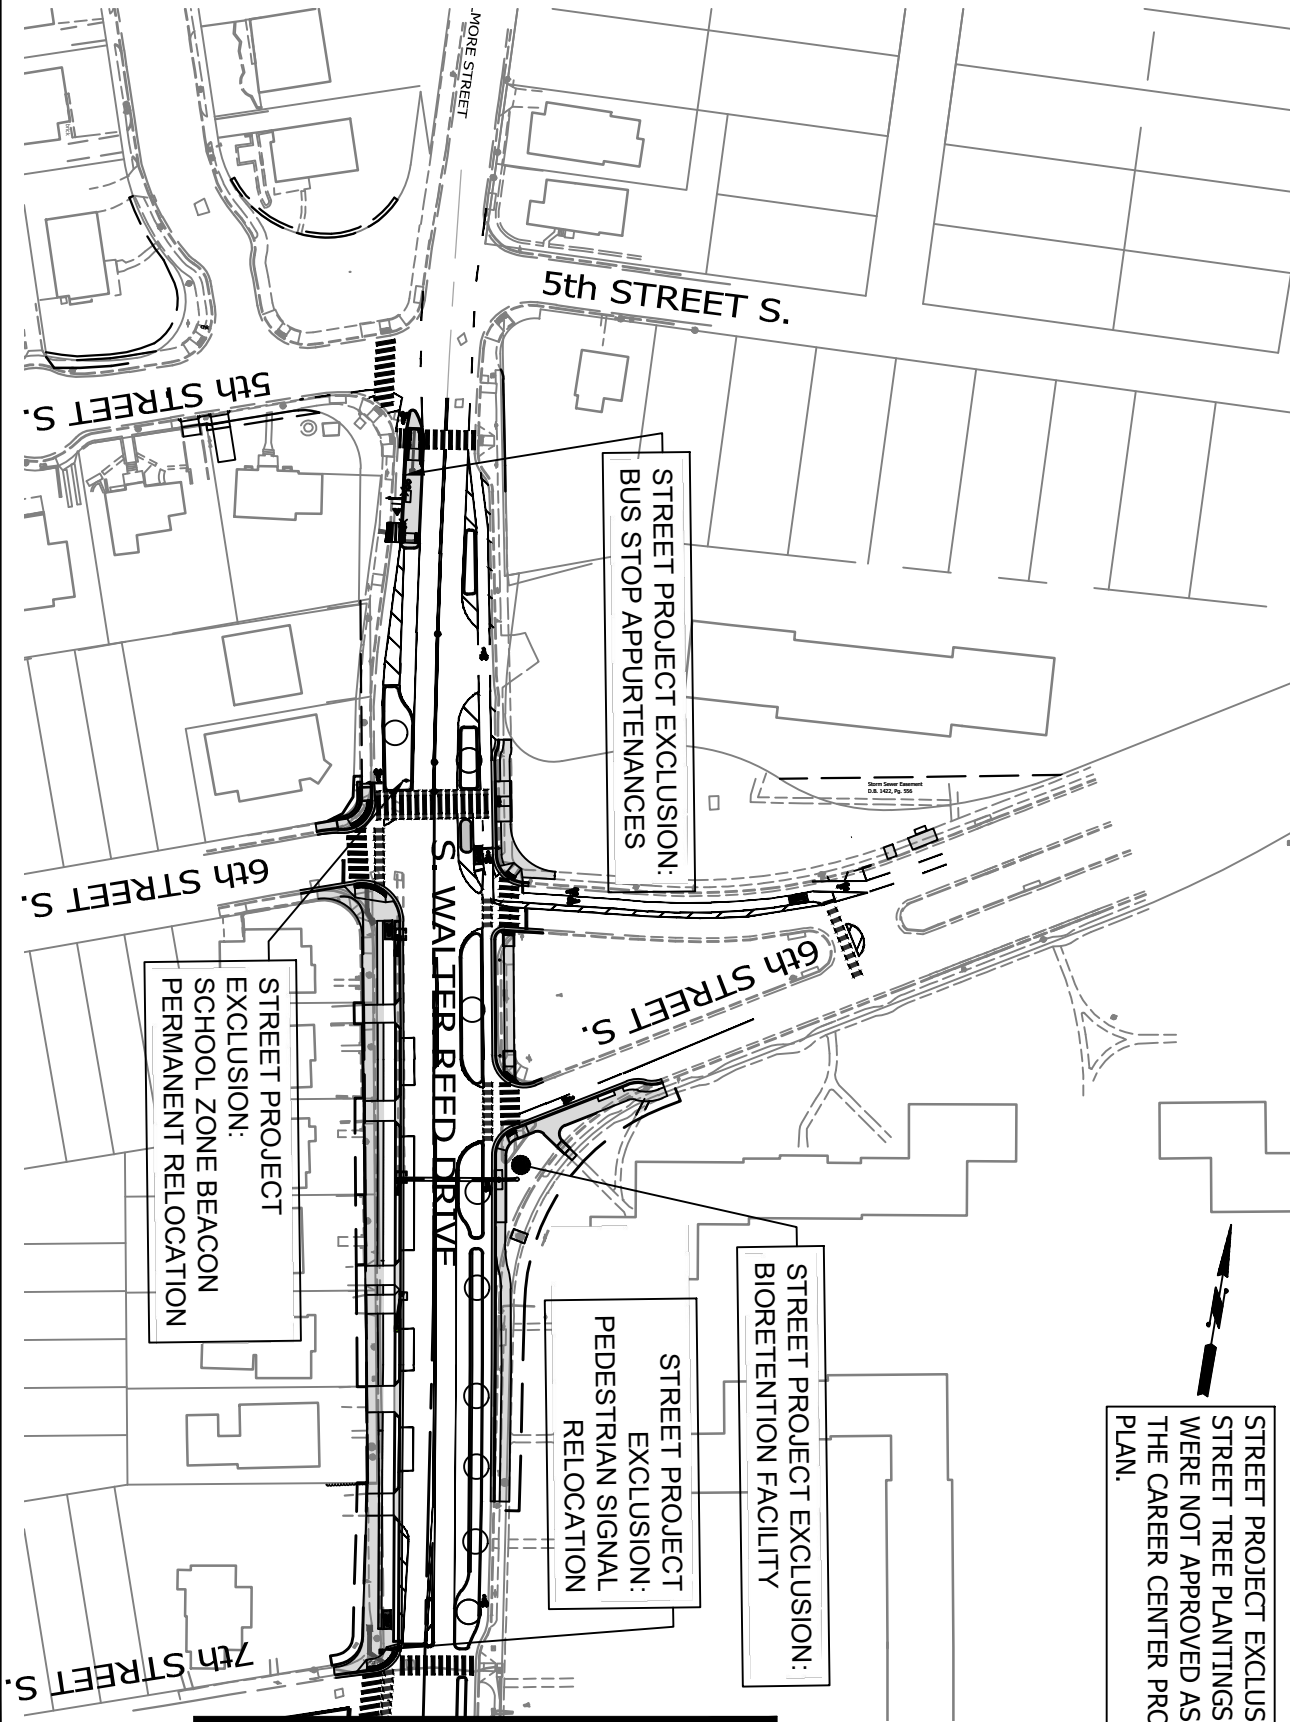 LMORE STREET
5th STREET S.
5th STREET S.
STREET PROJECT EXCLUSION:
BUS STOP APPURTENANCES
Storm Sewer Easement
D.B. 1422, Pg. 556
6th STREET S.
6th STREET S.
S WALTER REED DRIVE
STREET PROJECT
EXCLUSION:
SCHOOL ZONE BEACON
PERMANENT RELOCATION
STREET PROJECT EXCLUSION:
BIORETENTION FACILITY
STREET PROJECT
EXCLUSION:
PEDESTRIAN SIGNAL
RELOCATION
STREET PROJECT EXCLUS
STREET TREE PLANTINGS
WERE NOT APPROVED AS
THE CAREER CENTER PRO
PLAN.
7th STREET S.